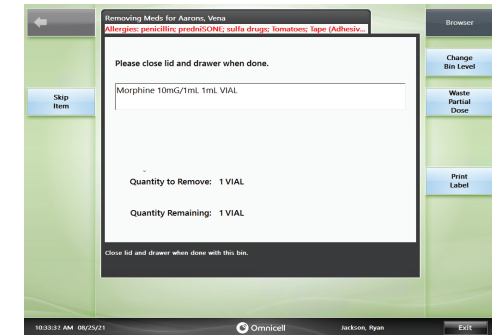 Removing Meds for Aarons, Vena
Allergies: penicillin; predniSONE; sulfa drugs; Tomatoes; Tape (Adhesiv...
Browser
Please close lid and drawer when done.
Change
Bin Level
Morphine 10mG/1mL 1mL VIAL
Skip
Item
Waste
Partial
Dose
Quantity to Remove: 1 VIAL
Print
Label
Quantity Remaining: 1 VIAL
Close lid and drawer when done with this bin.
10:33:32 AM 08/25/21
Omnicell
Jackson, Ryan
Exit